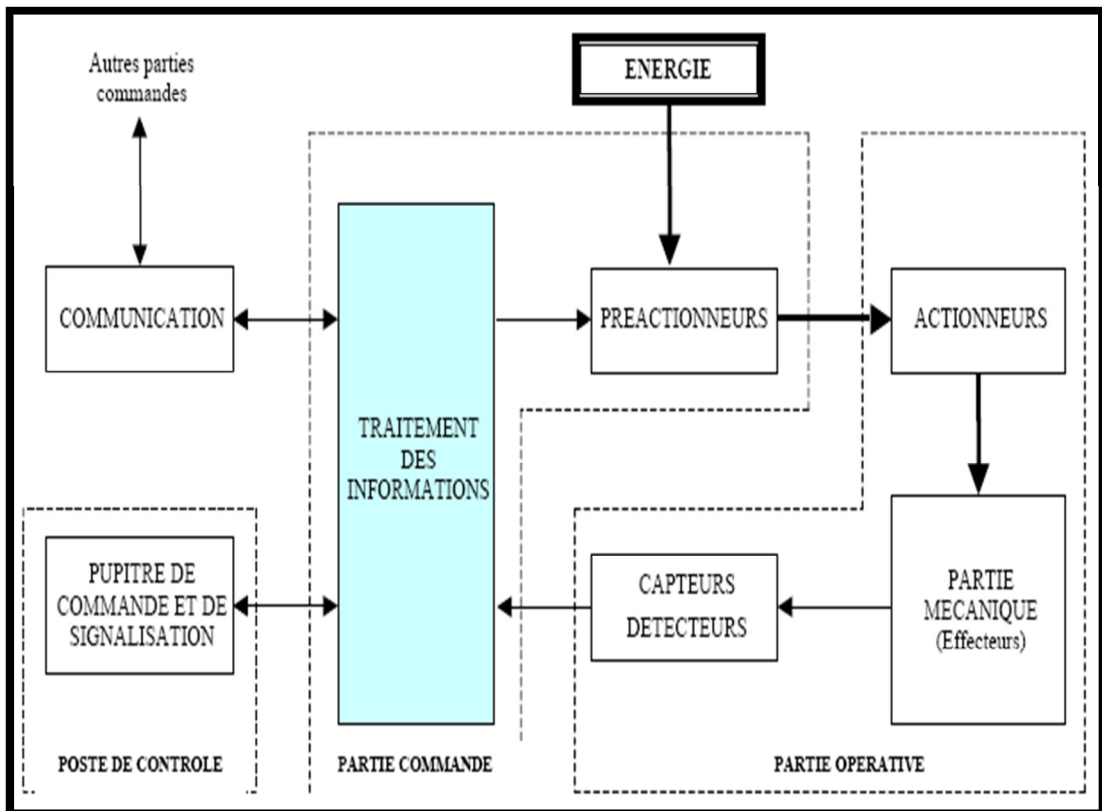 Autres parties
commandes
ENERGIE
COMMUNICATION
PREACTIONNEURS
ACTIONNEURS
TRAITEMENT
DES
INFORMATIONS
PUPITRE DE
COMMANDE ET DE
SIGNALISATION
CAPTEURS
DETECTEURS
PARTIE
MECANIQUE
(Effecteurs)
POSTE DE CONTROLE
PARTIE COMMANDE
PARTIE OPERATIVE